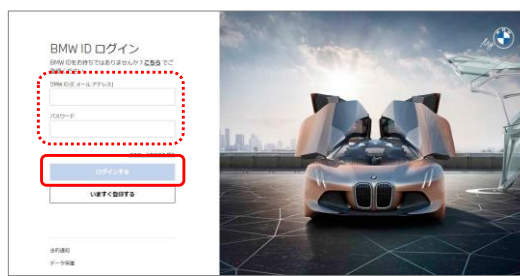 BMW ID ログイン
BMW IDをお持ちではありませんか？こちら でご
BMW ID [E メール アドレス]
パスワード
ログインする
いますぐ登録する
法的通知
データ保護
My